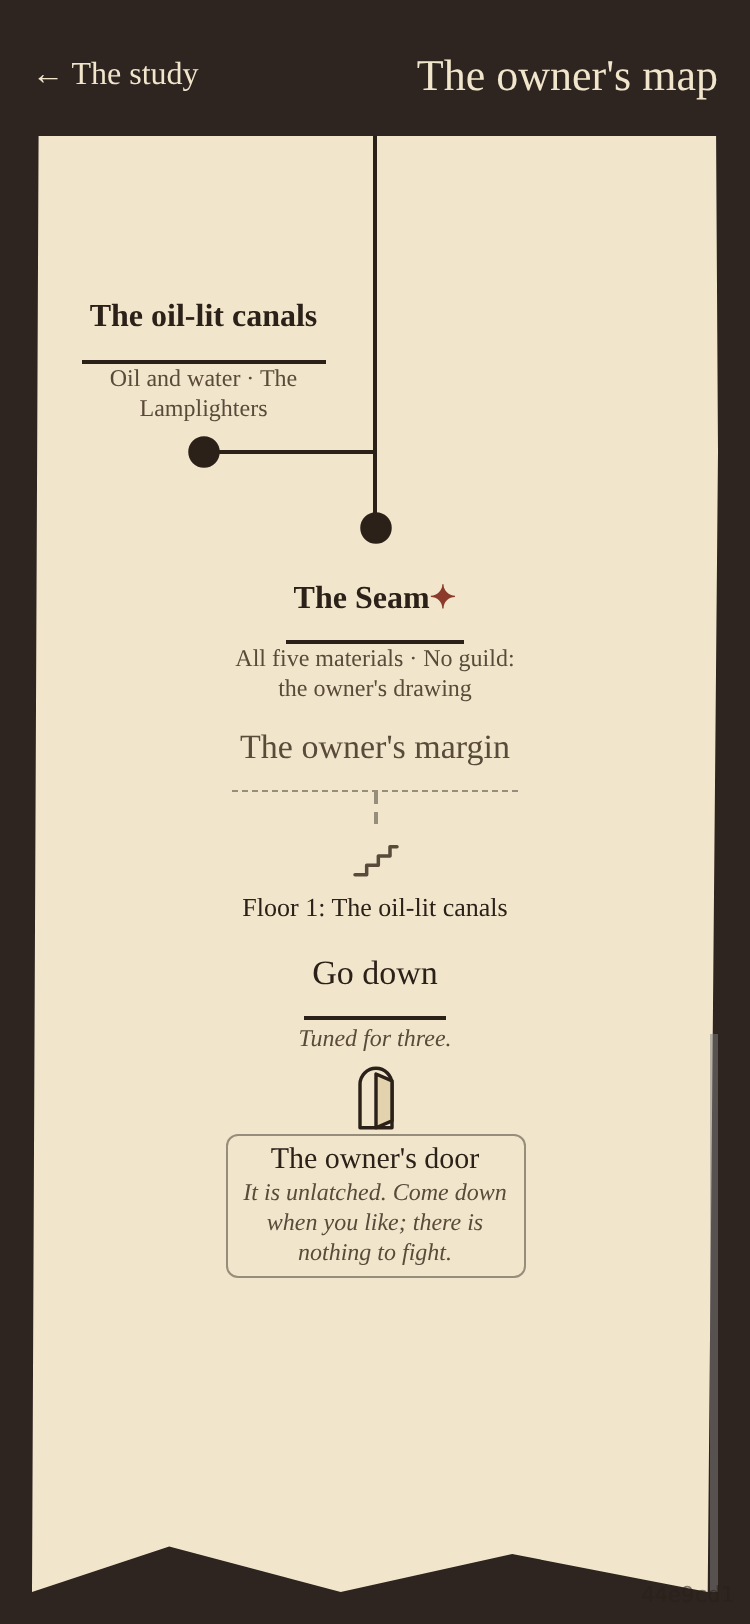 ← The study
The owner's map
The oil-lit canals
Oil and water · The
Lamplighters
The Seam✦
All five materials · No guild:
the owner's drawing
The owner's margin
Floor 1: The oil-lit canals
Go down
Tuned for three.
The owner's door
It is unlatched. Come down
when you like; there is
nothing to fight.